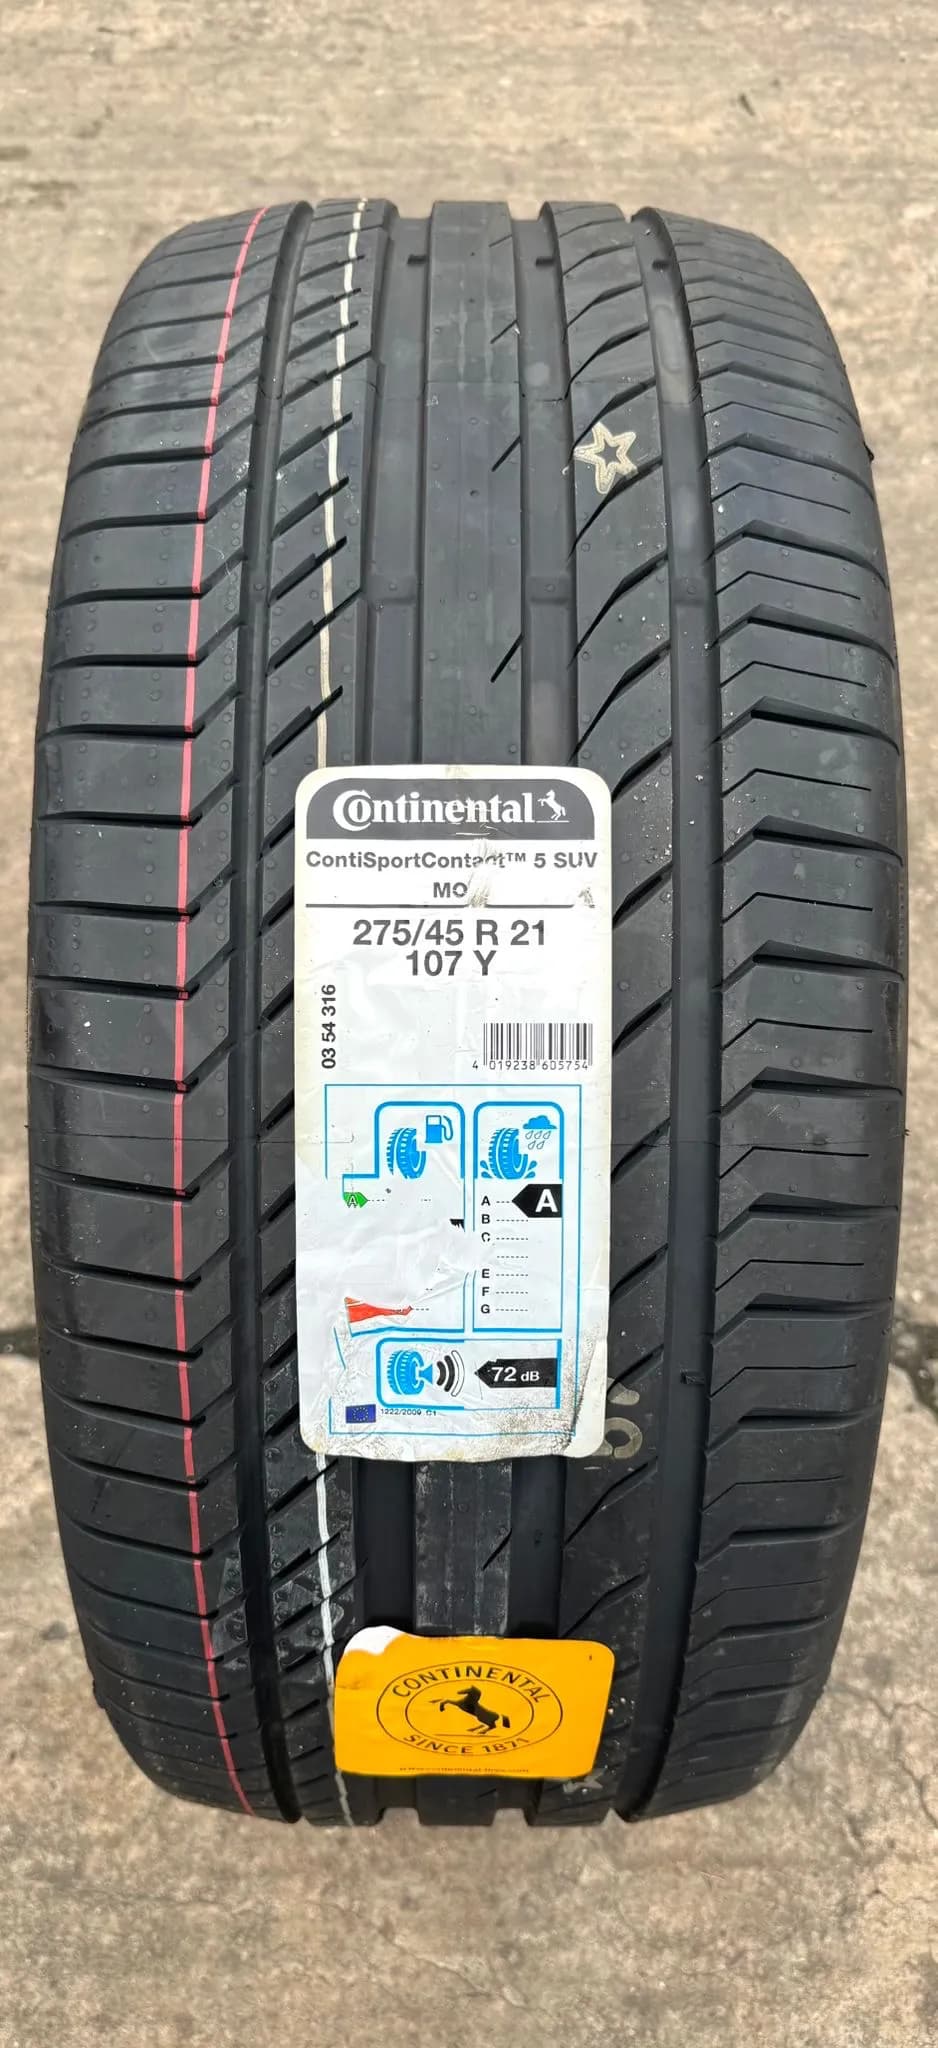 Continental
ContiSportContact™ 5 SUV
MO
275/45 R 21
107 Y
03 54 316
4 019238 605754
A
A
A
B
C
E
F
G
72 dB
1222/2009 C1
CONTINENTAL
SINCE 1871